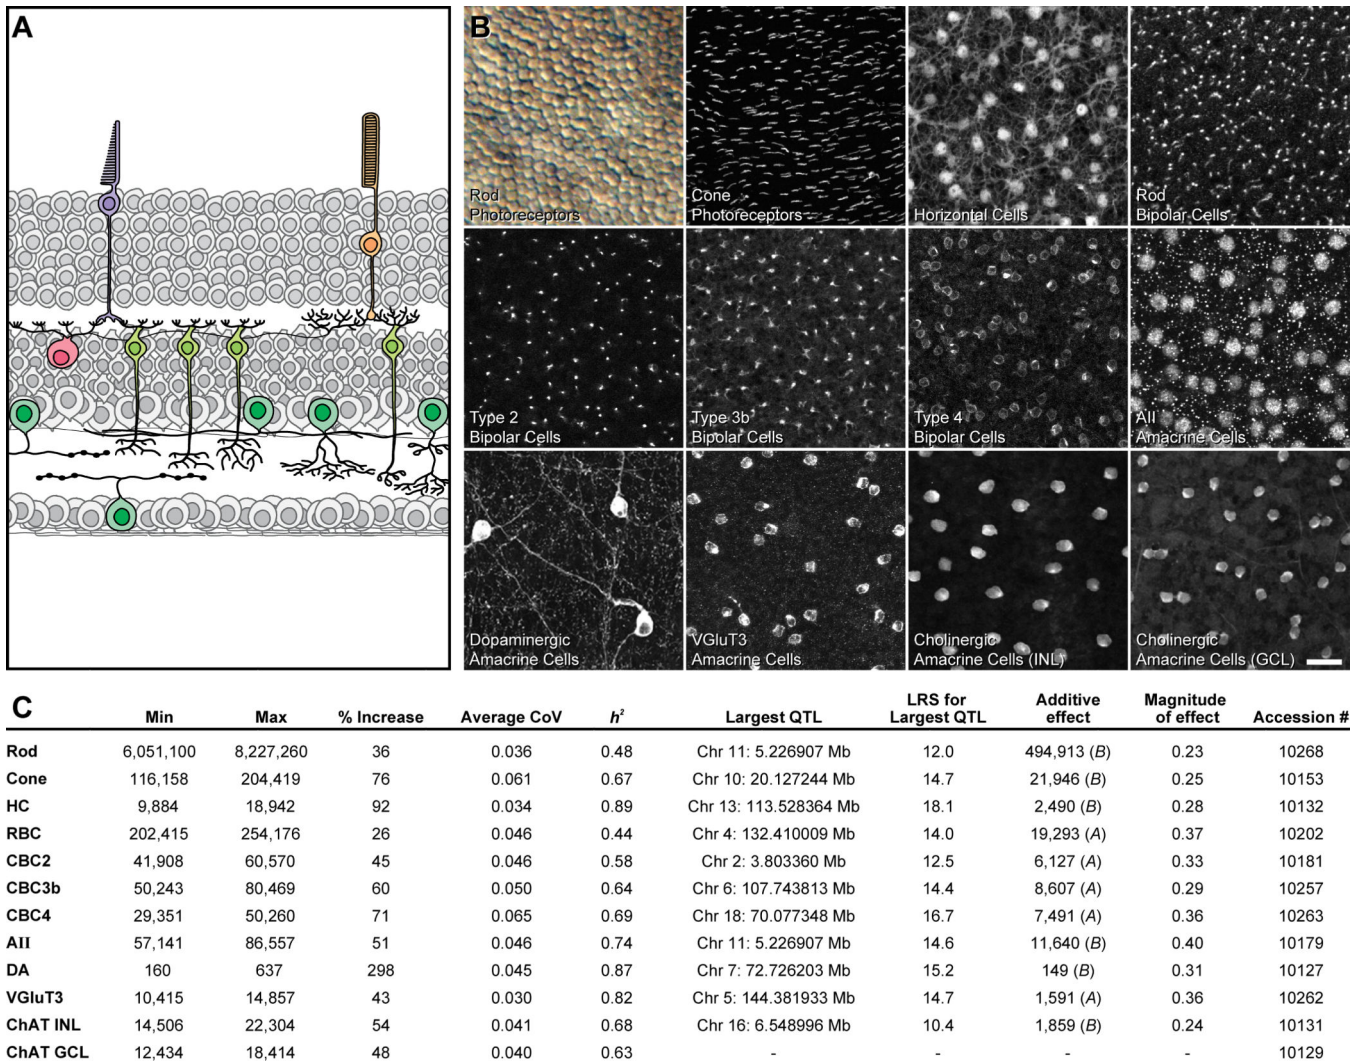 A
B
Rod
Photoreceptors
Cone
Photoreceptors
Horizontal Cells
Rod
Bipolar Cells
Type 2
Bipolar Cells
Type 3b
Bipolar Cells
Type 4
Bipolar Cells
AII
Amacrine Cells
Dopaminergic
Amacrine Cells
VGluT3
Amacrine Cells
Cholinergic
Amacrine Cells (INL)
Cholinergic
Amacrine Cells (GCL)
C
Min Max % Increase Average CoV h² Largest QTL LRS for Largest QTL Additive effect Magnitude of effect Accession #
Rod 6,051,100 8,227,260 36 0.036 0.48 Chr 11: 5.226907 Mb 12.0 494,913 (B) 0.23 10268
Cone 116,158 204,419 76 0.061 0.67 Chr 10: 20.127244 Mb 14.7 21,946 (B) 0.25 10153
HC 9,884 18,942 92 0.034 0.89 Chr 13: 113.528364 Mb 18.1 2,490 (B) 0.28 10132
RBC 202,415 254,176 26 0.046 0.44 Chr 4: 132.410009 Mb 14.0 19,293 (A) 0.37 10202
CBC2 41,908 60,570 45 0.046 0.58 Chr 2: 3.803360 Mb 12.5 6,127 (A) 0.33 10181
CBC3b 50,243 80,469 60 0.050 0.64 Chr 6: 107.743813 Mb 14.4 8,607 (A) 0.29 10257
CBC4 29,351 50,260 71 0.065 0.69 Chr 18: 70.077348 Mb 16.7 7,491 (A) 0.36 10263
AII 57,141 86,557 51 0.046 0.74 Chr 11: 5.226907 Mb 14.6 11,640 (B) 0.40 10179
DA 160 637 298 0.045 0.87 Chr 7: 72.726203 Mb 15.2 149 (B) 0.31 10127
VGluT3 10,415 14,857 43 0.030 0.82 Chr 5: 144.381933 Mb 14.7 1,591 (A) 0.36 10262
ChAT INL 14,506 22,304 54 0.041 0.68 Chr 16: 6.548996 Mb 10.4 1,859 (B) 0.24 10131
ChAT GCL 12,434 18,414 48 0.040 0.63 - - - - 10129